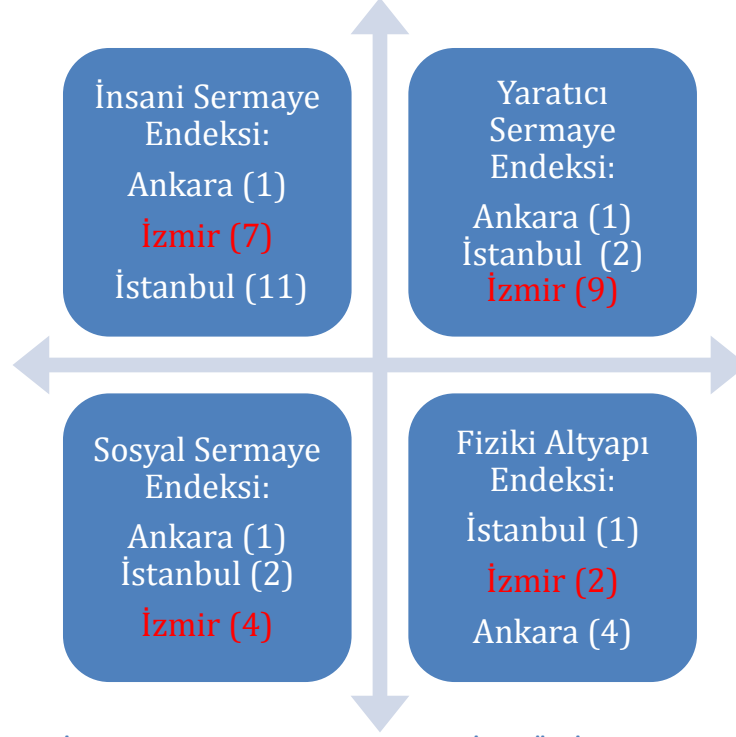 İnsani Sermaye
Endeksi:
Ankara (1)
İzmir (7)
İstanbul (11)
Yaratıcı
Sermaye
Endeksi:
Ankara (1)
İstanbul (2)
İzmir (9)
Sosyal Sermaye
Endeksi:
Ankara (1)
İstanbul (2)
İzmir (4)
Fiziki Altyapı
Endeksi:
İstanbul (1)
İzmir (2)
Ankara (4)